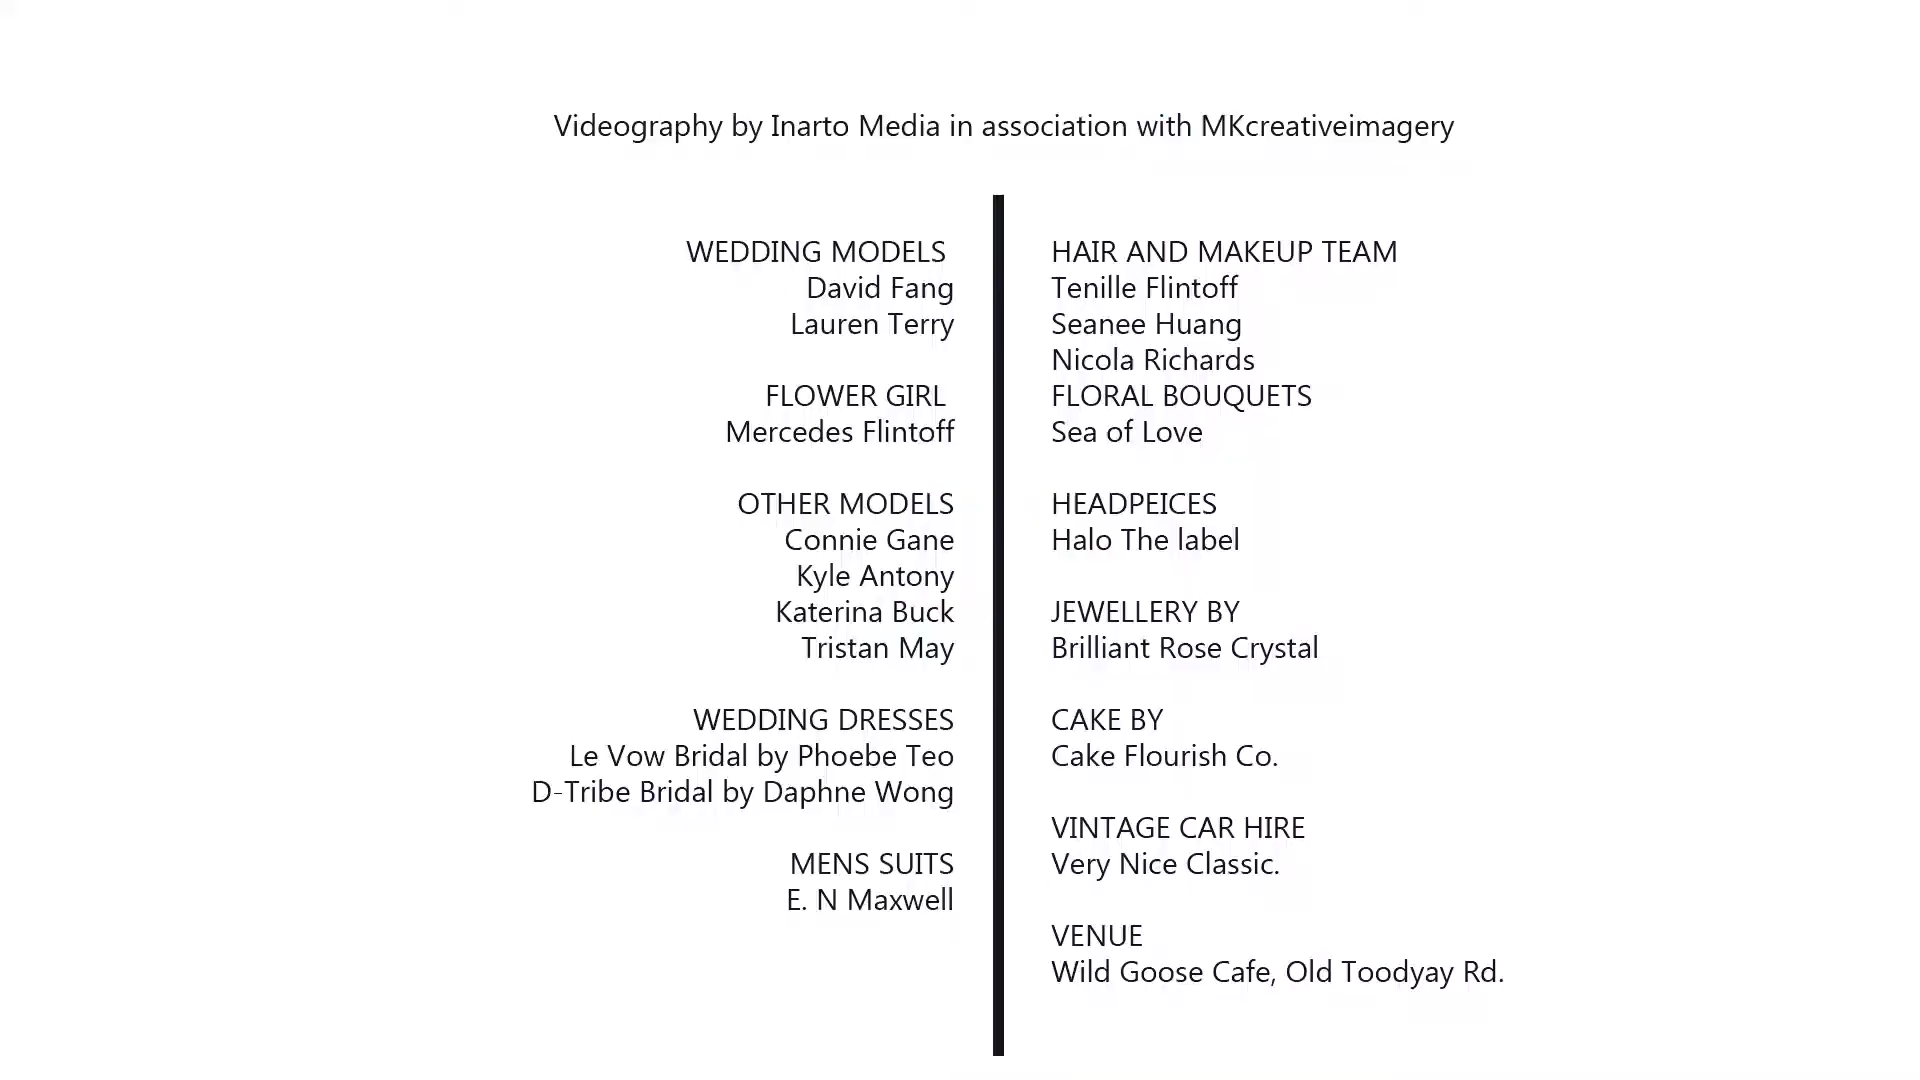 Videography by Inarto Media in association with MKcreativeimagery
WEDDING MODELS
David Fang
Lauren Terry
FLOWER GIRL
Mercedes Flintoff
OTHER MODELS
Connie Gane
Kyle Antony
Katerina Buck
Tristan May
WEDDING DRESSES
Le Vow Bridal by Phoebe Teo
D-Tribe Bridal by Daphne Wong
MENS SUITS
E. N Maxwell
HAIR AND MAKEUP TEAM
Tenille Flintoff
Seanee Huang
Nicola Richards
FLORAL BOUQUETS
Sea of Love
HEADPEICES
Halo The label
JEWELLERY BY
Brilliant Rose Crystal
CAKE BY
Cake Flourish Co.
VINTAGE CAR HIRE
Very Nice Classic.
VENUE
Wild Goose Cafe, Old Toodyay Rd.